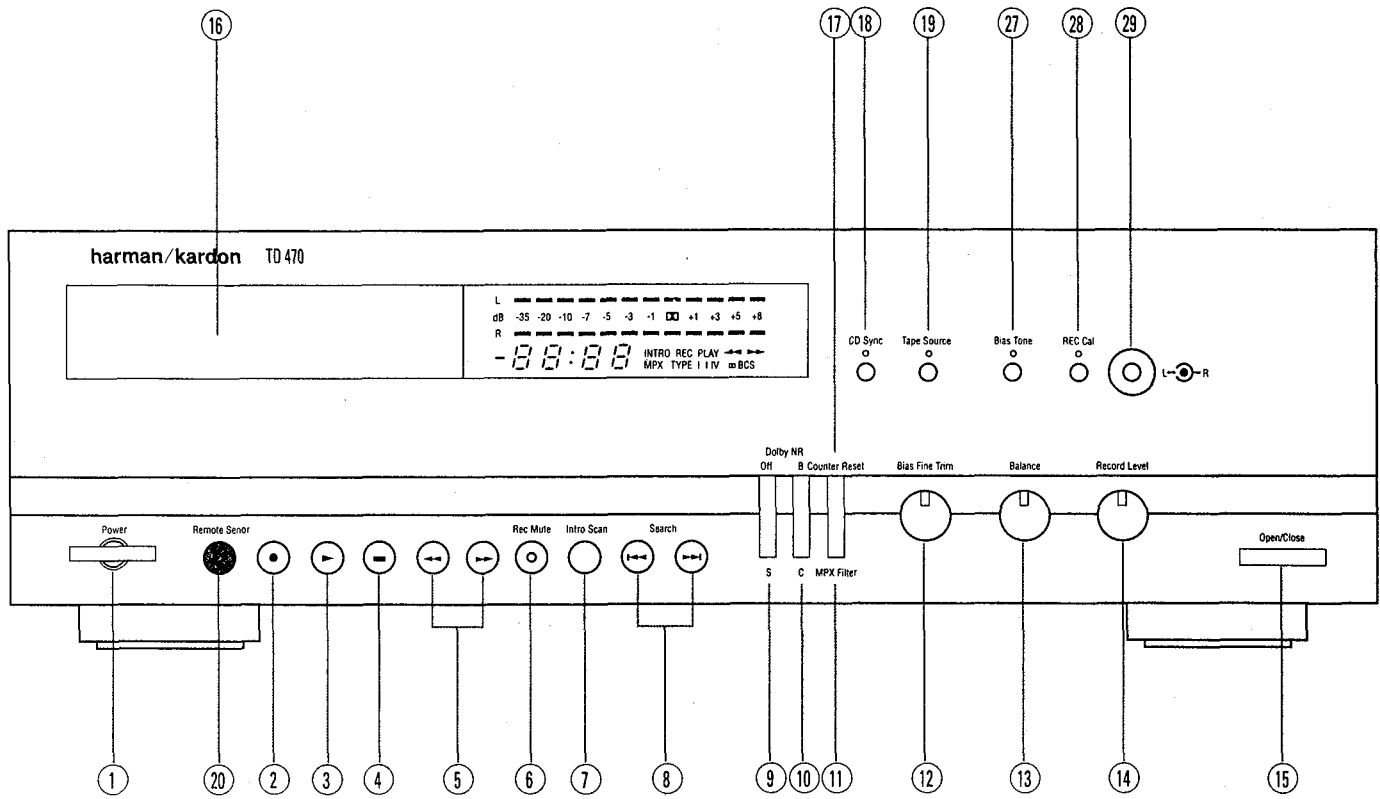 16 17 18 19 27 28 29
harman/kardon TD 470
L
dB -35 -20 -10 -7 -5 -3 -1 +1 +3 +5 +8
R
-88:88 INTRO REC PLAY
MPX TYPE I II IV BCS
CD Sync Tape Source Bias Tone REC Cal
L R
Dolby NR
Off B Counter Reset Bias Fine Trim Balance Record Level
Power Remote Senor Rec Mute Intro Scan Search Open/Close
S C MPX Filter
1 20 2 3 4 5 6 7 8 9 10 11 12 13 14 15